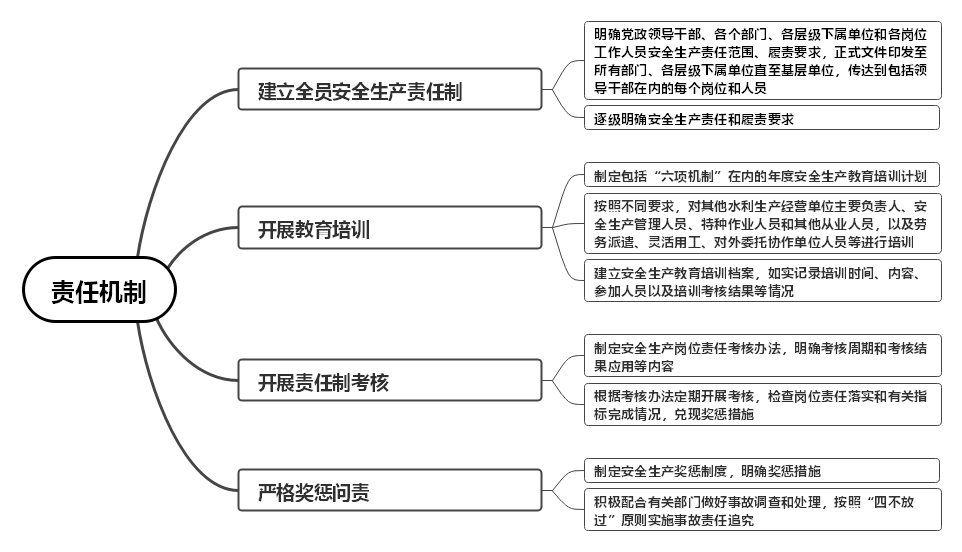 责任机制
建立全员安全生产责任制
明确党政领导干部、各个部门、各层级下属单位和各岗位
工作人员安全生产责任范围、履责要求，正式文件印发至
所有部门、各层级下属单位直至基层单位，传达到包括领
导干部在内的每个岗位和人员
逐级明确安全生产责任和履责要求
开展教育培训
制定包括“六项机制”在内的年度安全生产教育培训计划
按照不同要求，对其他水利生产经营单位主要负责人、安
全生产管理人员、特种作业人员和其他从业人员，以及劳
务派遣、灵活用工、对外委托协作单位人员等进行培训
建立安全生产教育培训档案，如实记录培训时间、内容、
参加人员以及培训考核结果等情况
开展责任制考核
制定安全生产岗位责任考核办法，明确考核周期和考核结
果应用等内容
根据考核办法定期开展考核，检查岗位责任落实和有关指
标完成情况，兑现奖惩措施
严格奖惩问责
制定安全生产奖惩制度，明确奖惩措施
积极配合有关部门做好事故调查和处理，按照“四不放
过”原则实施事故责任追究